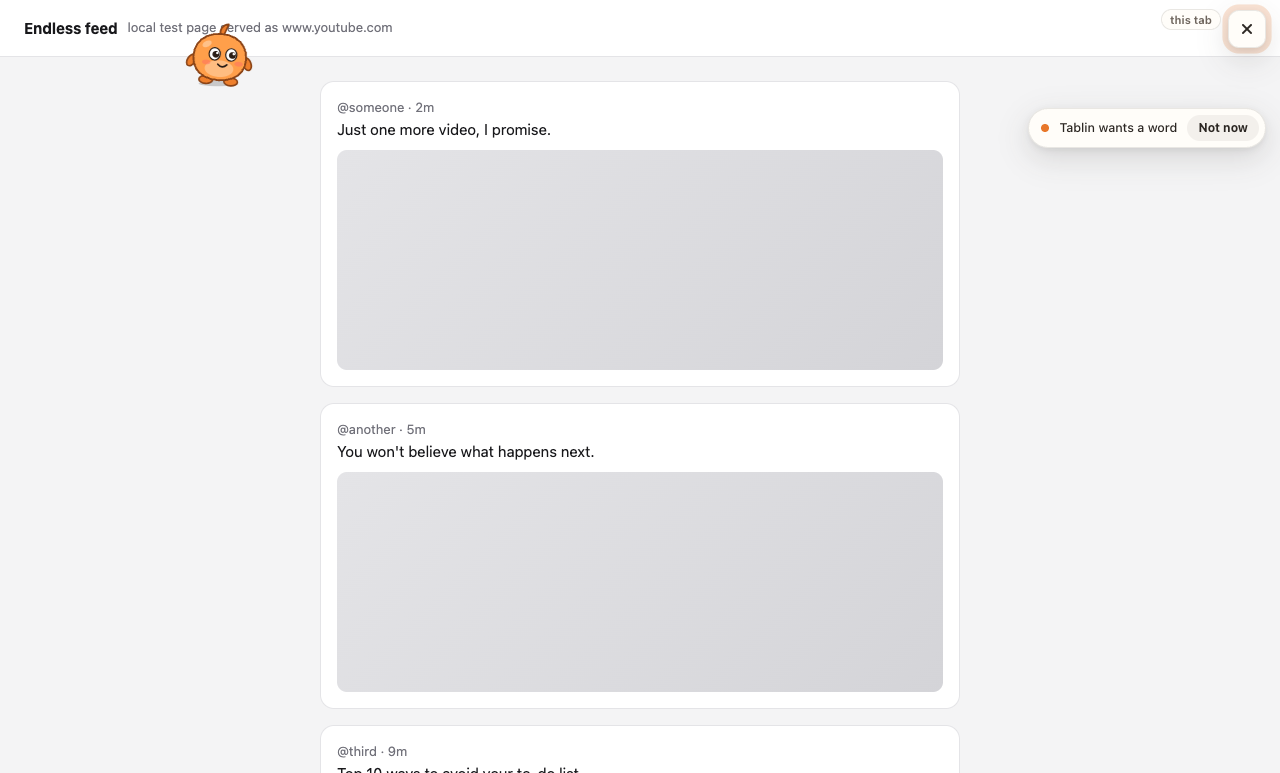 Endless feed local test page served as www.youtube.com
this tab
Tablin wants a word Not now
@someone · 2m
Just one more video, I promise.
@another · 5m
You won't believe what happens next.
@third · 9m
Top 10 ways to avoid your to-do list